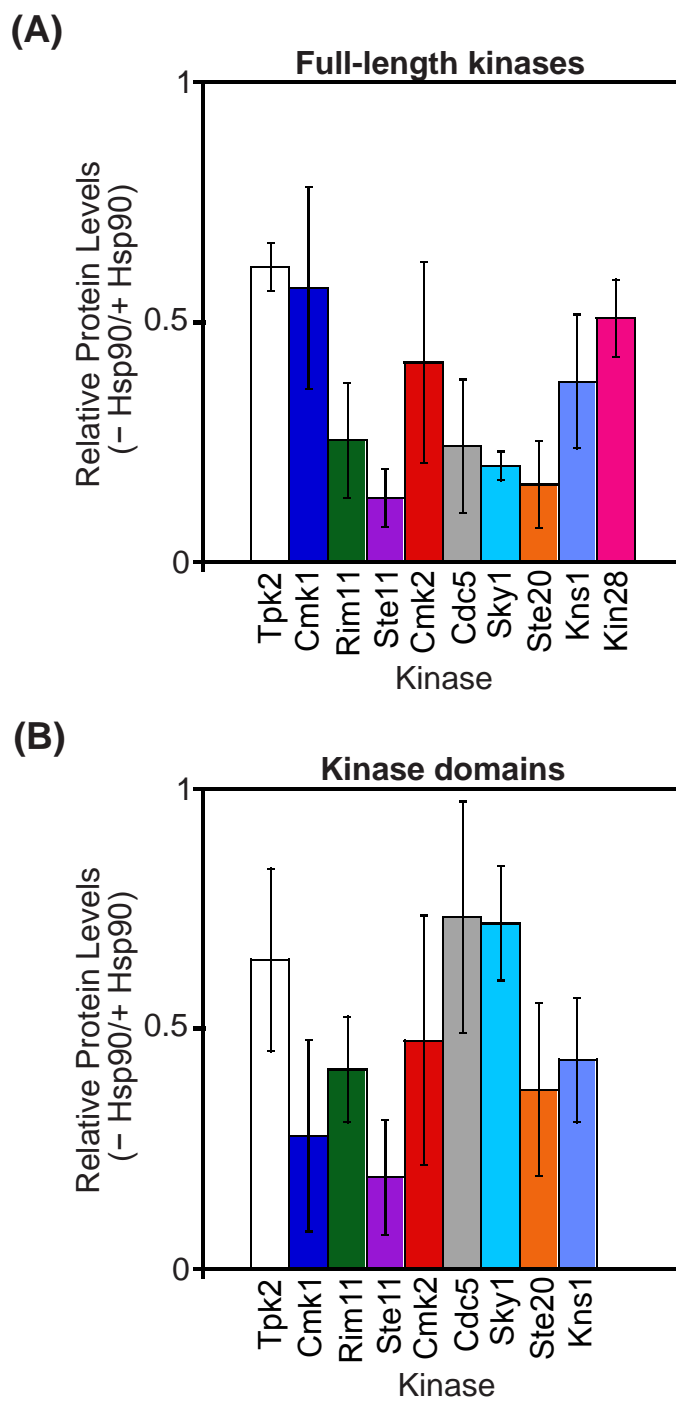 (A)
Full-length kinases
1
0.5
0
Relative Protein Levels
(− Hsp90/+ Hsp90)
Tpk2
Cmk1
Rim11
Ste11
Cmk2
Cdc5
Sky1
Ste20
Kns1
Kin28
Kinase
(B)
Kinase domains
1
0.5
0
Relative Protein Levels
(− Hsp90/+ Hsp90)
Tpk2
Cmk1
Rim11
Ste11
Cmk2
Cdc5
Sky1
Ste20
Kns1
Kinase